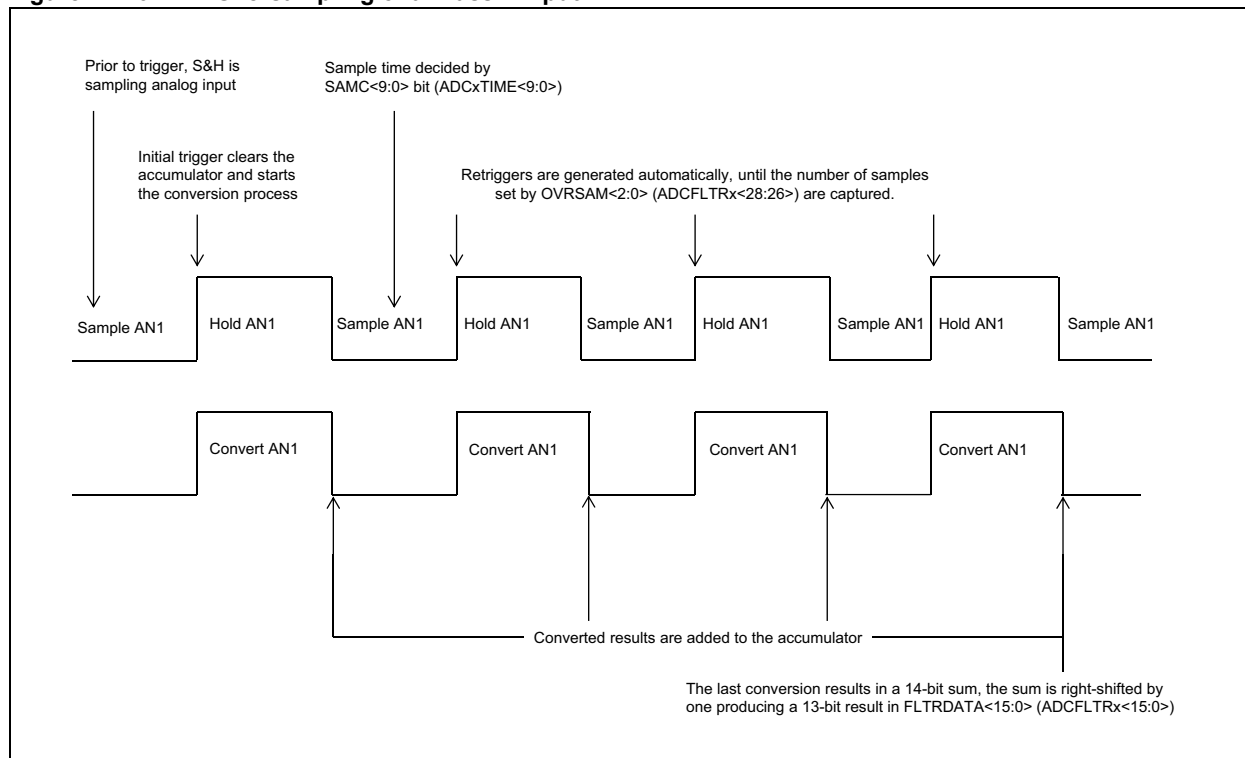 Prior to trigger, S&H is
sampling analog input
Sample time decided by
SAMC<9:0> bit (ADCxTIME<9:0>)
Initial trigger clears the
accumulator and starts
the conversion process
Retriggers are generated automatically, until the number of samples
set by OVRSAM<2:0> (ADCFLTRx<28:26>) are captured.
Sample AN1
Hold AN1
Sample AN1
Hold AN1
Sample AN1
Hold AN1
Sample AN1
Hold AN1
Sample AN1
Convert AN1
Convert AN1
Convert AN1
Convert AN1
Converted results are added to the accumulator
The last conversion results in a 14-bit sum, the sum is right-shifted by
one producing a 13-bit result in FLTRDATA<15:0> (ADCFLTRx<15:0>)